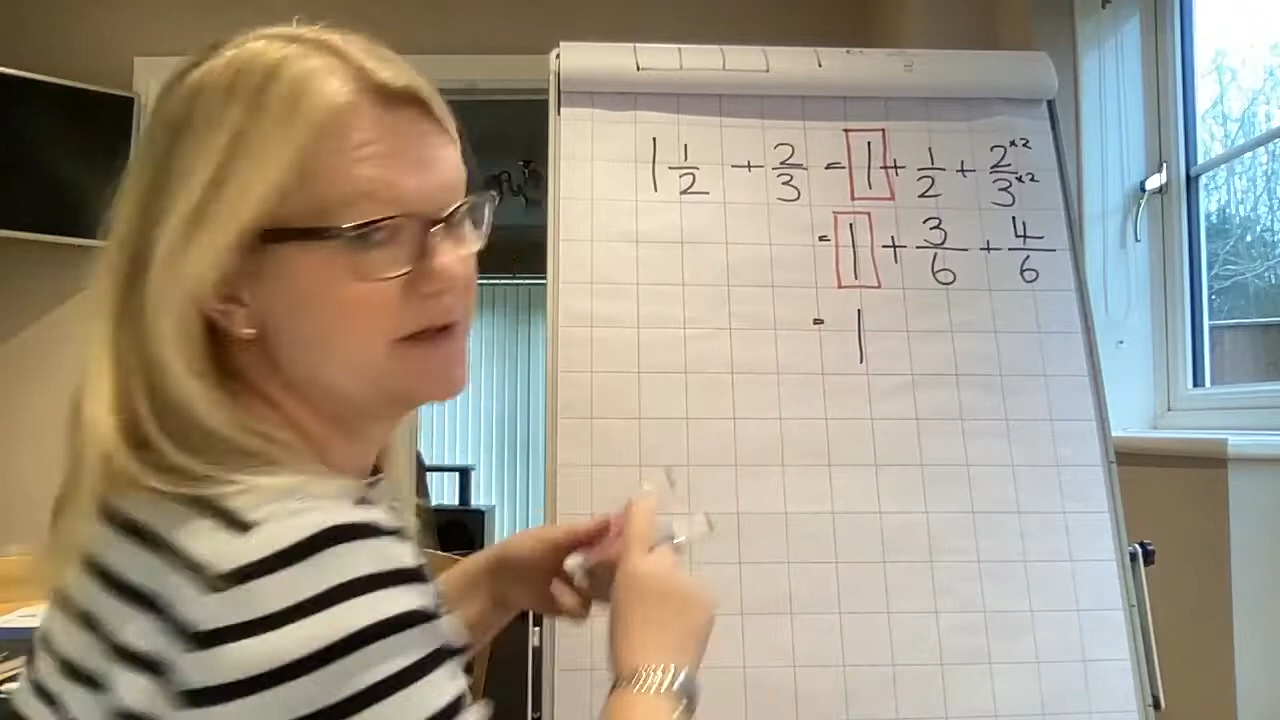 1 1/2 + 2/3 = 1 + 1/2 + 2×2/3×2
= 1 + 3/6 + 4/6
= 1